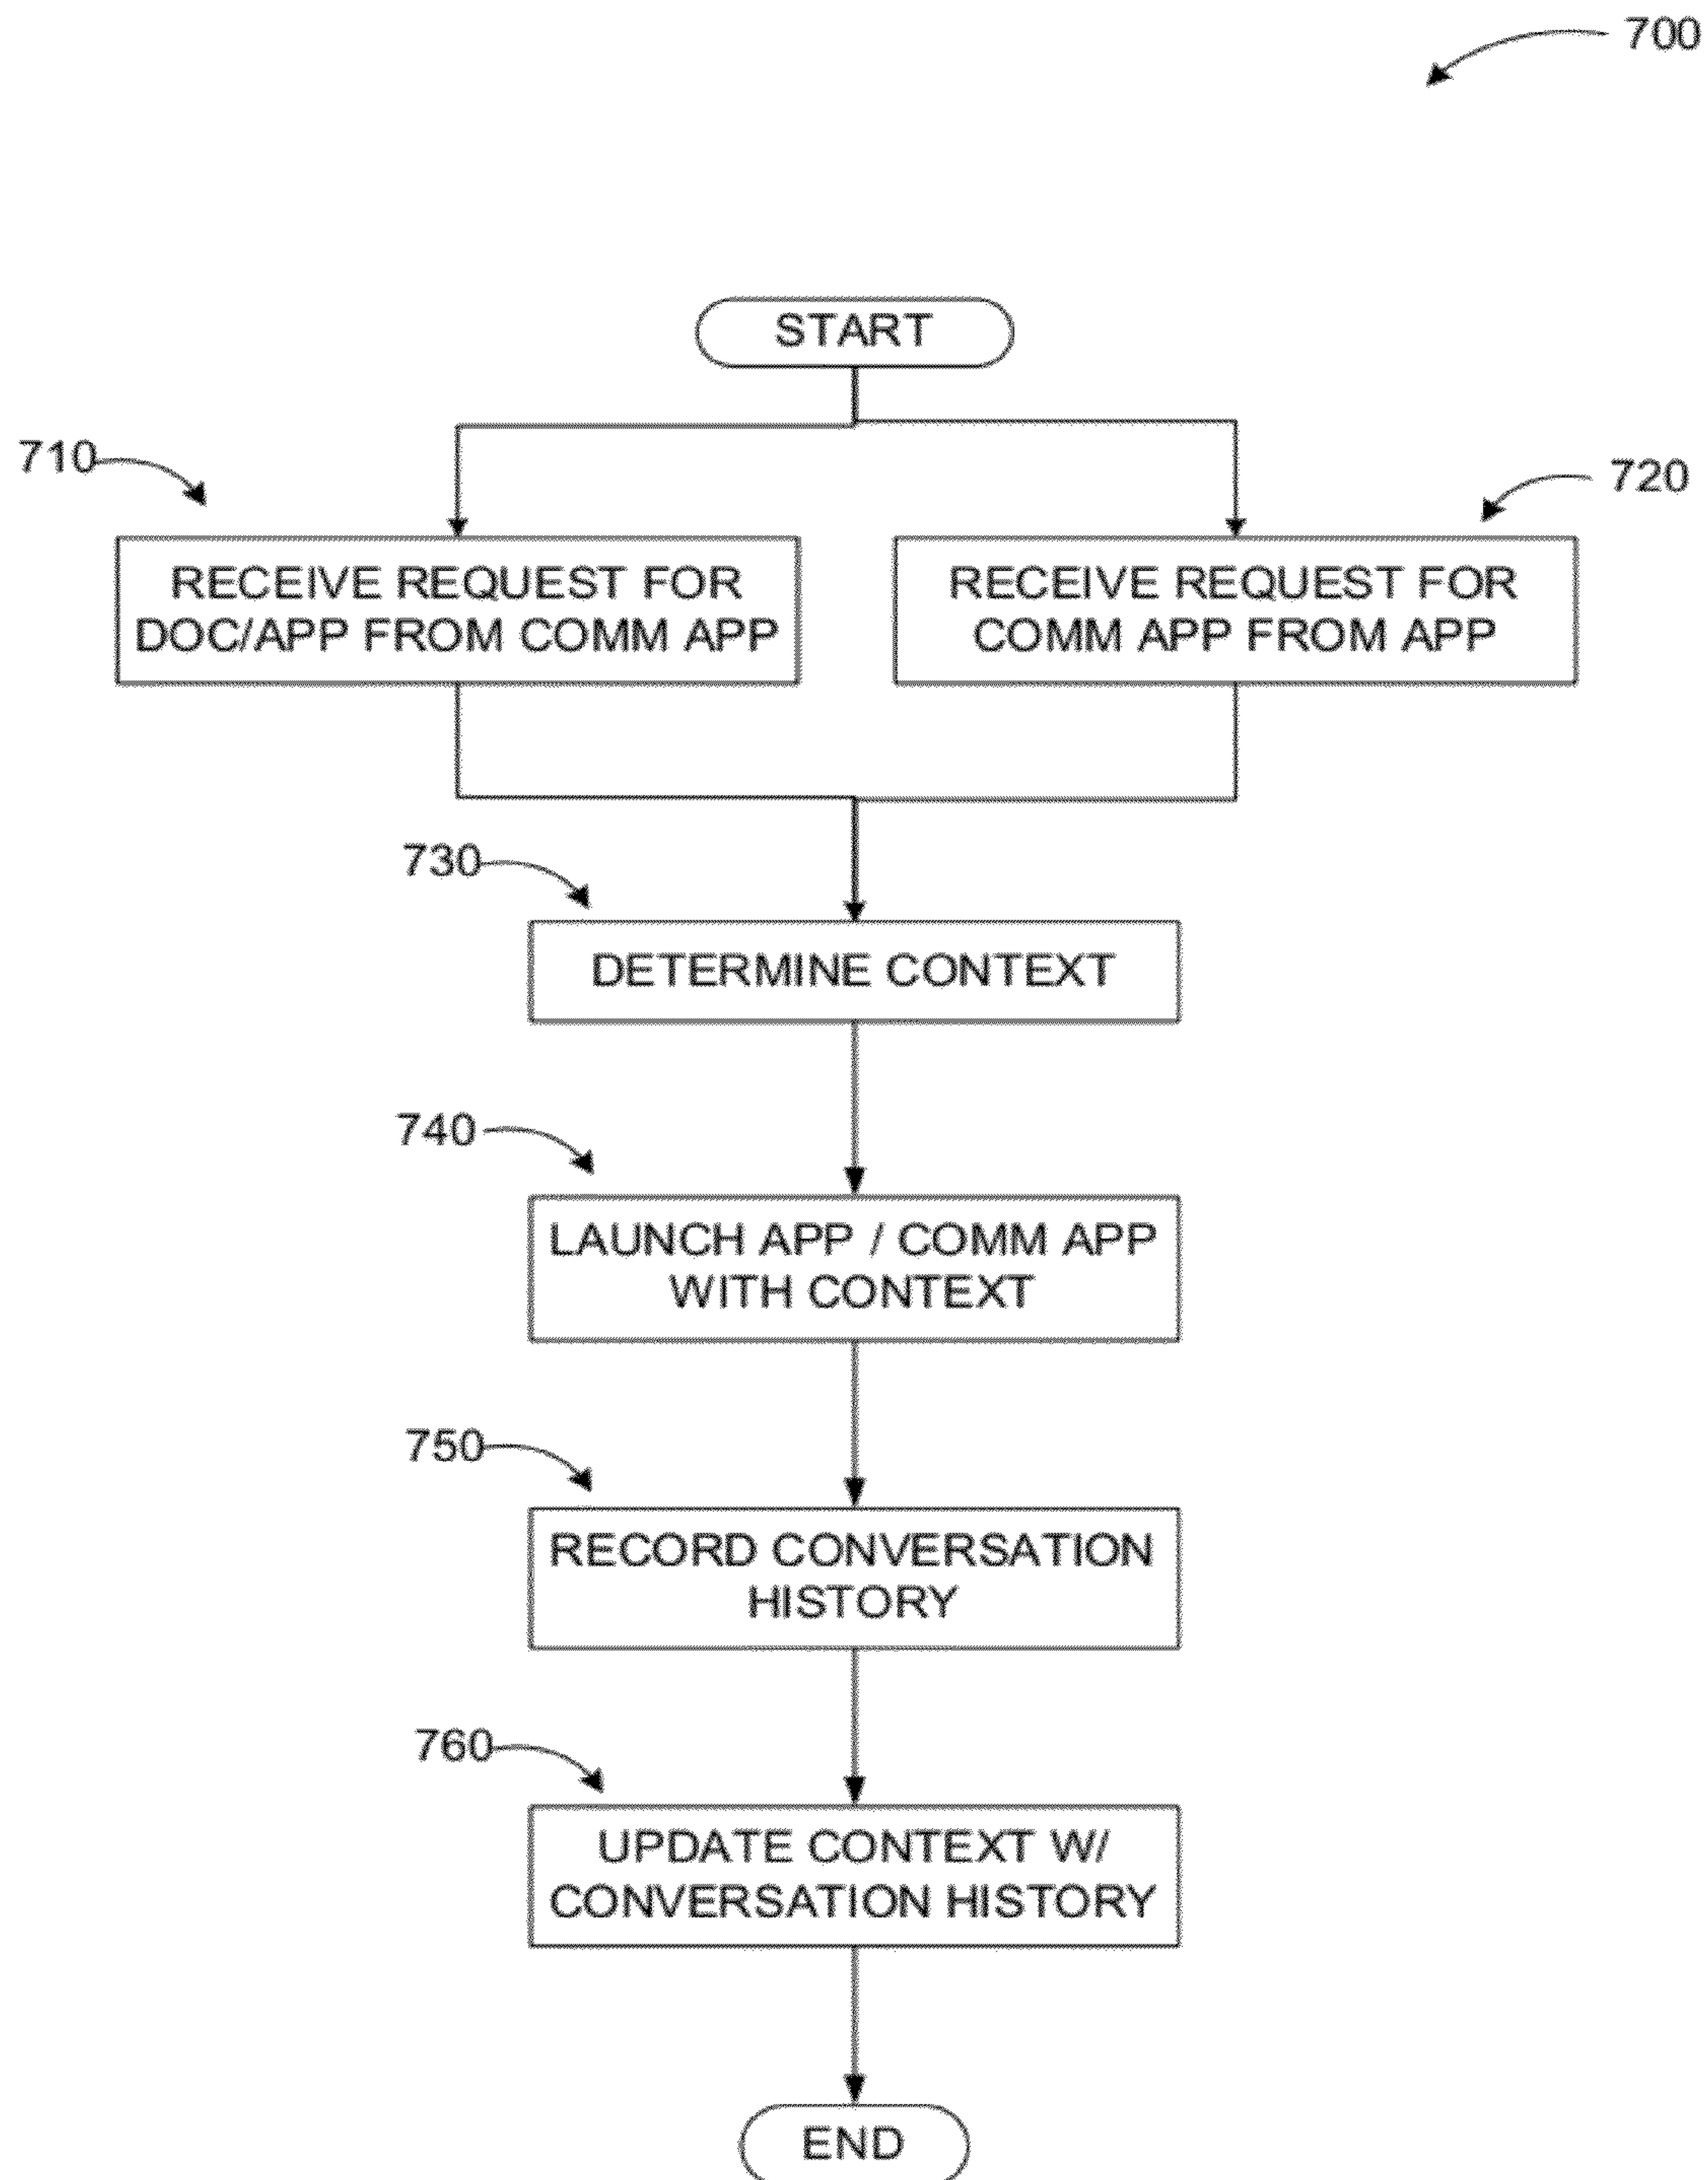 700
START
710
720
RECEIVE REQUEST FOR
DOC/APP FROM COMM APP
RECEIVE REQUEST FOR
COMM APP FROM APP
730
DETERMINE CONTEXT
740
LAUNCH APP / COMM APP
WITH CONTEXT
750
RECORD CONVERSATION
HISTORY
760
UPDATE CONTEXT W/
CONVERSATION HISTORY
END